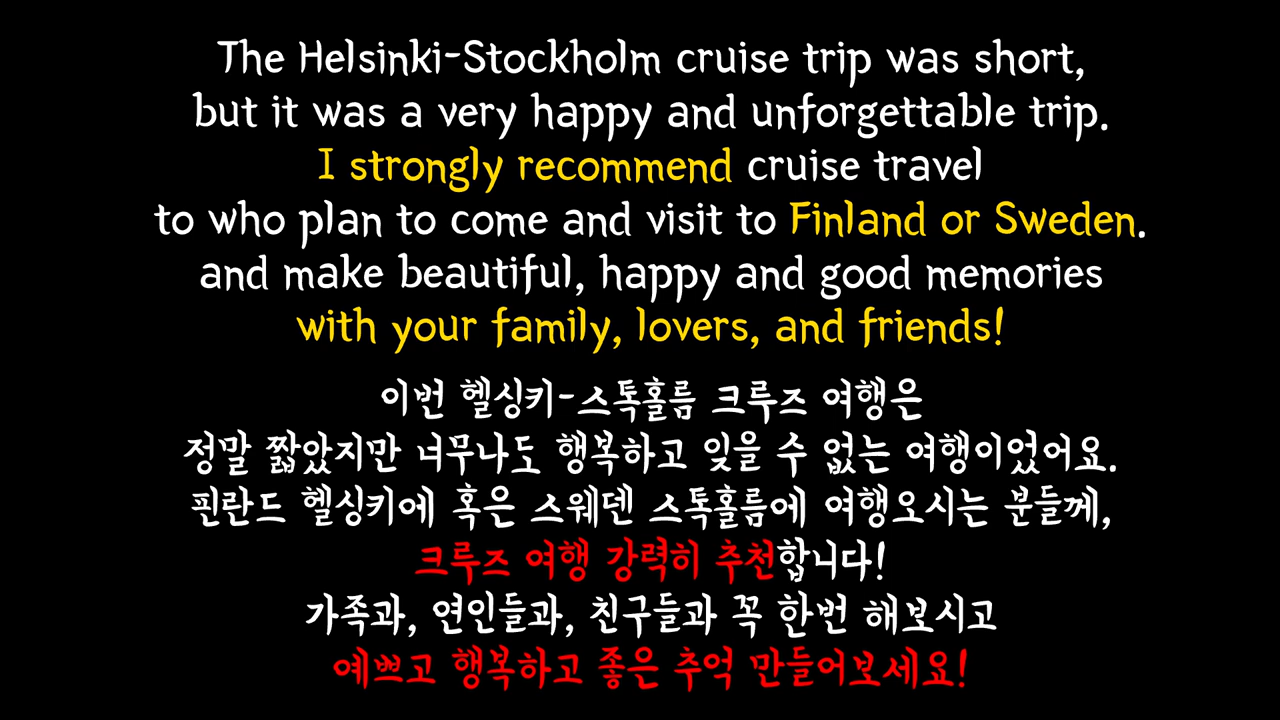 The Helsinki-Stockholm cruise trip was short,
but it was a very happy and unforgettable trip.
I strongly recommend cruise travel
to who plan to come and visit to Finland or Sweden.
and make beautiful, happy and good memories
with your family, lovers, and friends!
이번 헬싱키-스톡홀름 크루즈 여행은
정말 짧았지만 너무나도 행복하고 잊을 수 없는 여행이었어요.
핀란드 헬싱키에 혹은 스웨덴 스톡홀름에 여행오시는 분들께,
크루즈 여행 강력히 추천합니다!
가족과, 연인들과, 친구들과 꼭 한번 해보시고
예쁘고 행복하고 좋은 추억 만들어보세요!